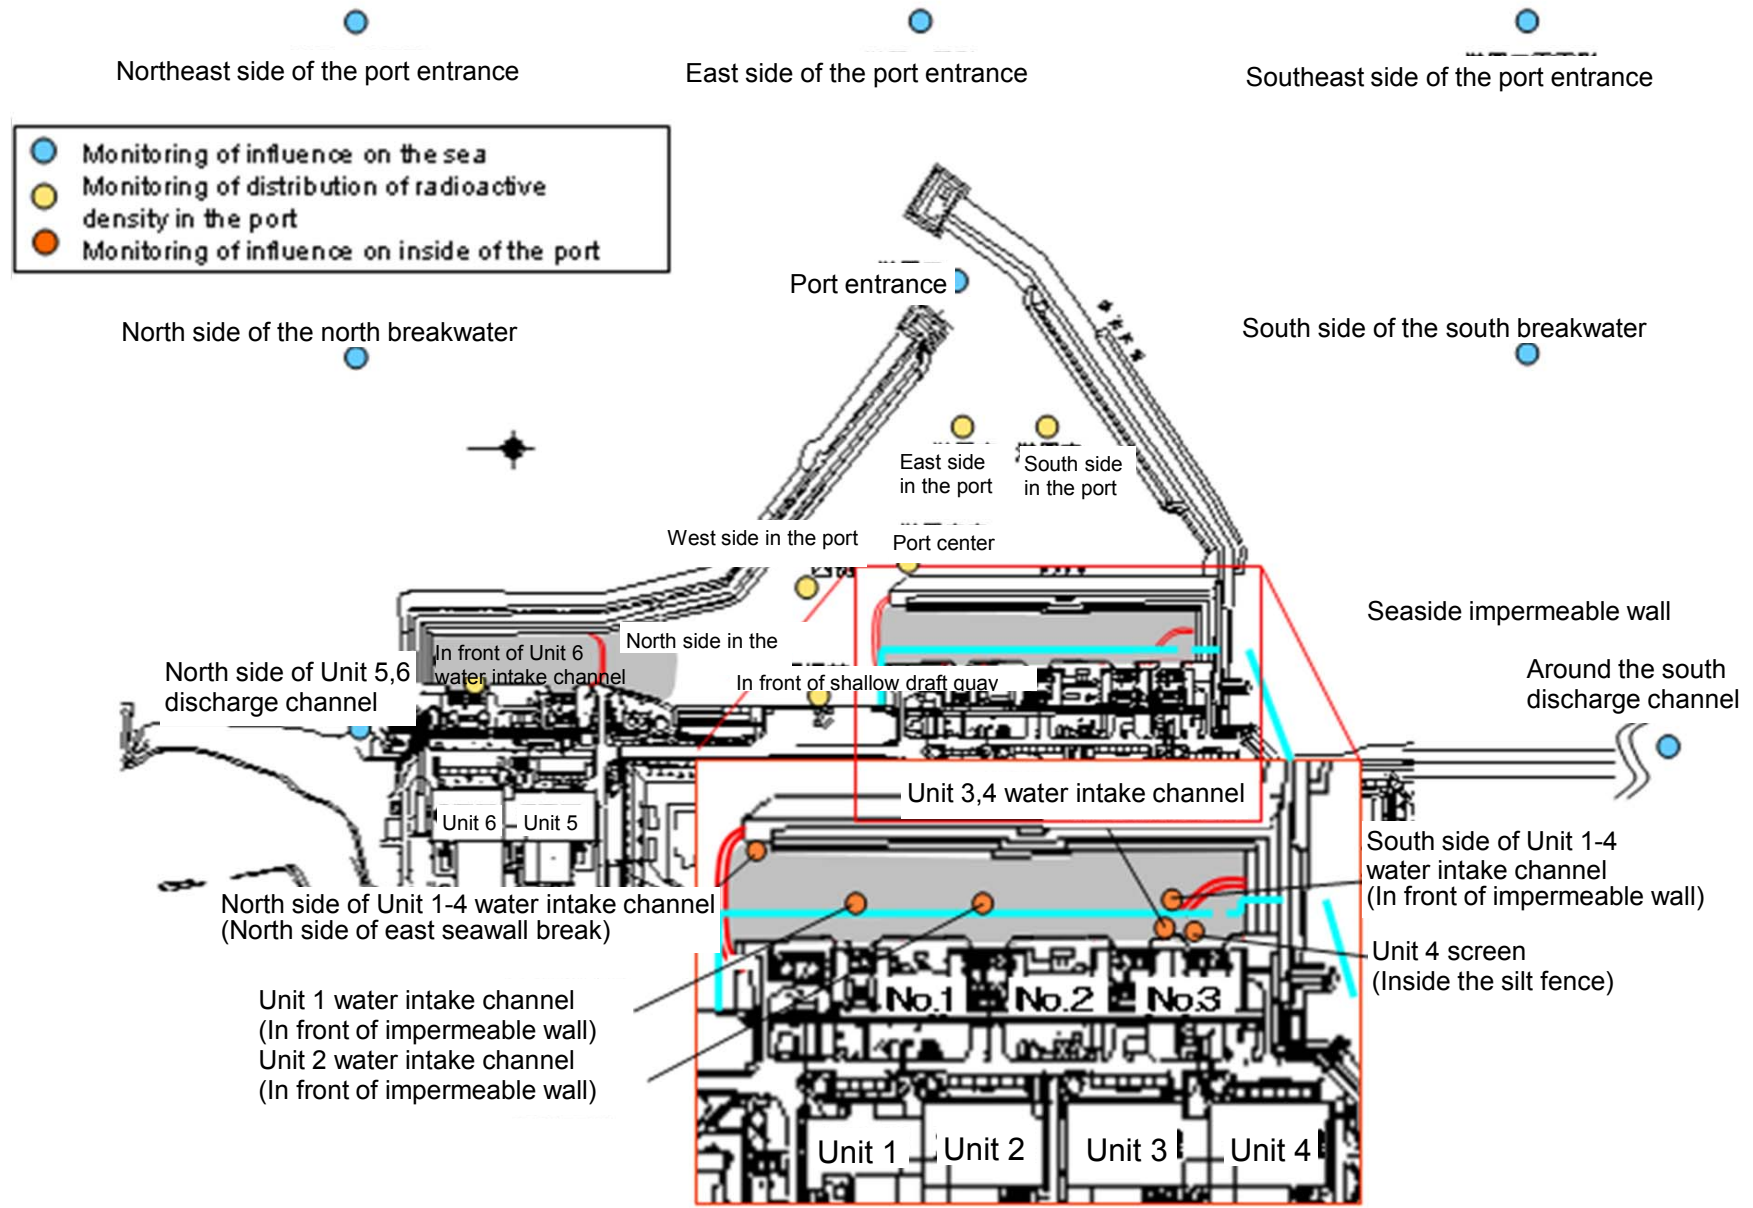 Northeast side of the port entrance
East side of the port entrance
Southeast side of the port entrance
Monitoring of influence on the sea
Monitoring of distribution of radioactive
density in the port
Monitoring of influence on inside of the port
Port entrance
North side of the north breakwater
South side of the south breakwater
East side
in the port
South side
in the port
West side in the port
Port center
Seaside impermeable wall
North side in the
In front of Unit 6
water intake channel
North side of Unit 5,6
discharge channel
In front of shallow draft quay
Around the south
discharge channel
Unit 3,4 water intake channel
Unit 6
Unit 5
South side of Unit 1-4
water intake channel
(In front of impermeable wall)
North side of Unit 1-4 water intake channel
(North side of east seawall break)
Unit 4 screen
(Inside the silt fence)
Unit 1 water intake channel
(In front of impermeable wall)
Unit 2 water intake channel
(In front of impermeable wall)
No.1
No.2
No.3
Unit 1
Unit 2
Unit 3
Unit 4